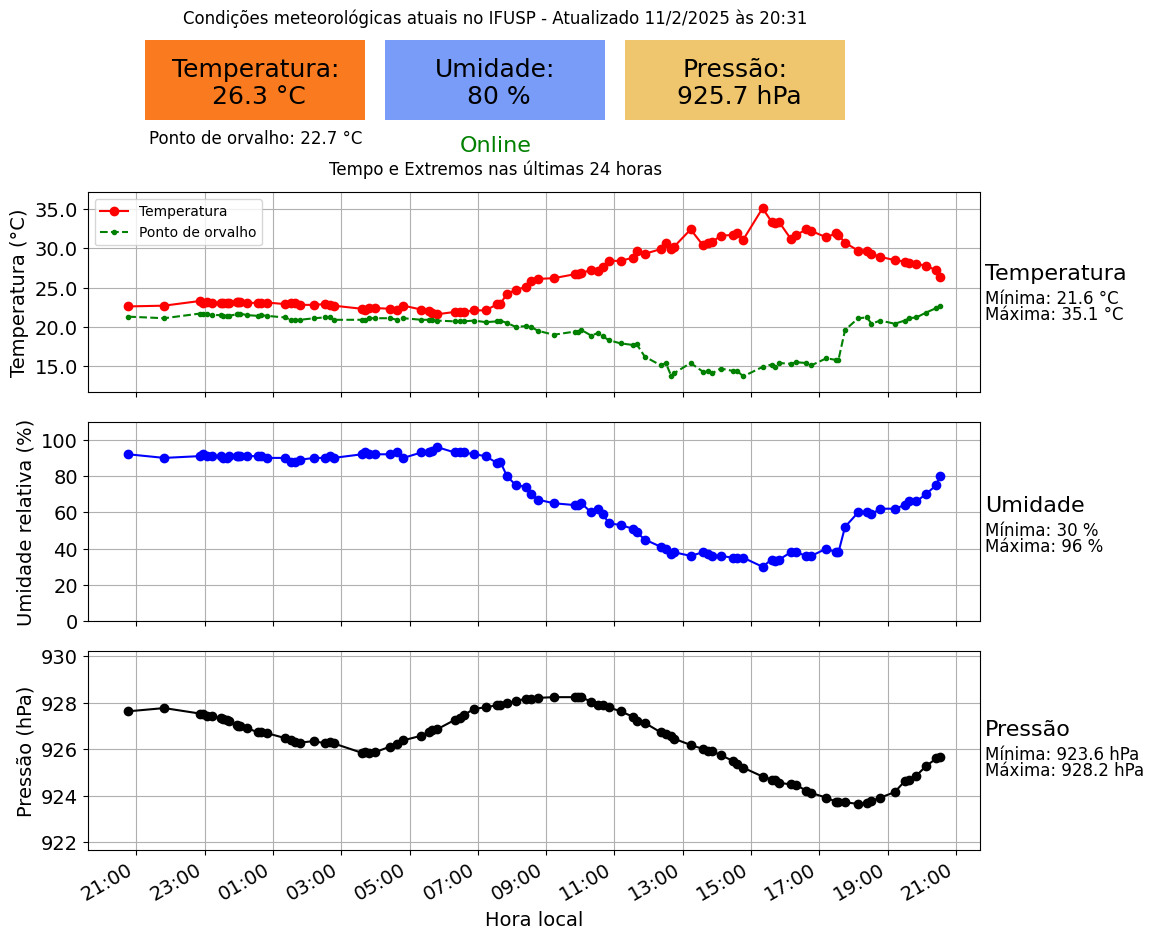 Condições meteorológicas atuais no IFUSP - Atualizado 11/2/2025 às 20:31
Temperatura:
26.3 °C
Umidade:
80 %
Pressão:
925.7 hPa
Ponto de orvalho: 22.7 °C
Online
Tempo e Extremos nas últimas 24 horas
Temperatura (°C)
35.0
30.0
25.0
20.0
15.0
Temperatura
Ponto de orvalho
Temperatura
Mínima: 21.6 °C
Máxima: 35.1 °C
Umidade relativa (%)
100
80
60
40
20
0
Umidade
Mínima: 30 %
Máxima: 96 %
Pressão (hPa)
930
928
926
924
922
Pressão
Mínima: 923.6 hPa
Máxima: 928.2 hPa
21:00 23:00 01:00 03:00 05:00 07:00 09:00 11:00 13:00 15:00 17:00 19:00 21:00
Hora local